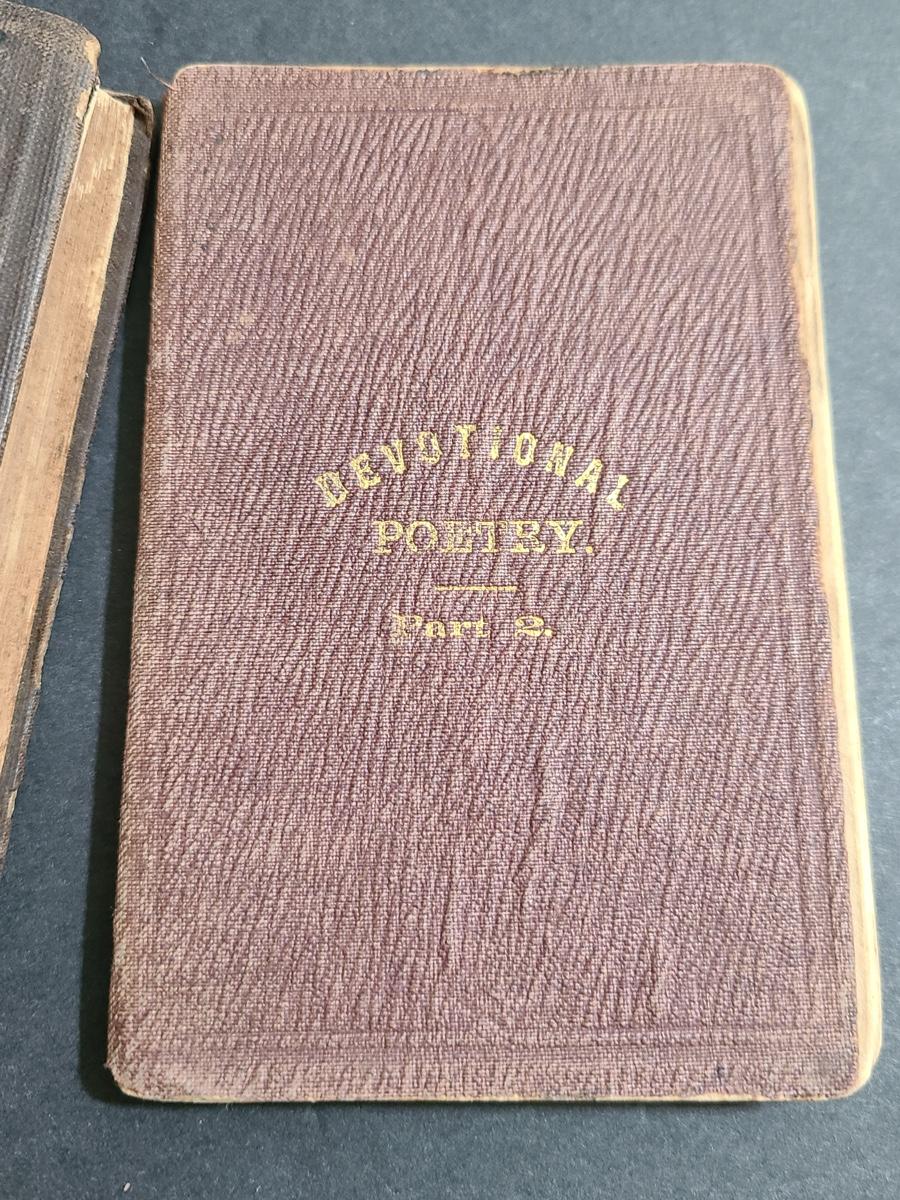 DEVOTIONAL
POETRY.
Part 2.